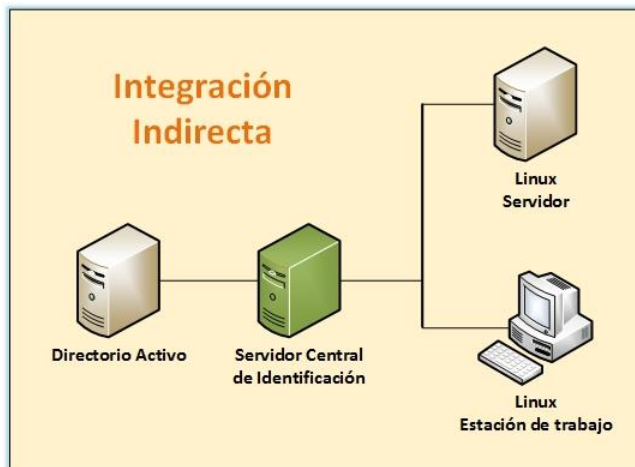 Integración
Indirecta
Linux
Servidor
Directorio Activo
Servidor Central
de Identificación
Linux
Estación de trabajo